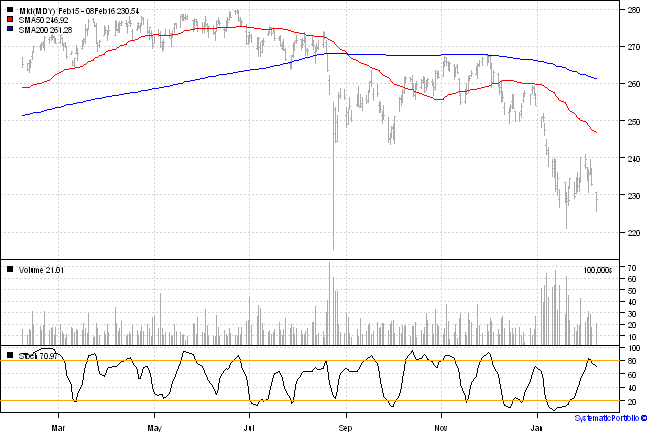 Mid(MDY) Feb15 - 08Feb16 230.54
SMA50 246.92
SMA200 261.28
280
270
260
250
240
230
220
Volume 21.01
100,000s
70
60
50
40
30
20
10
Stoch 70.97
100
80
60
40
20
Mar May Jul Sep Nov Jan
SystematicPortfolio ©